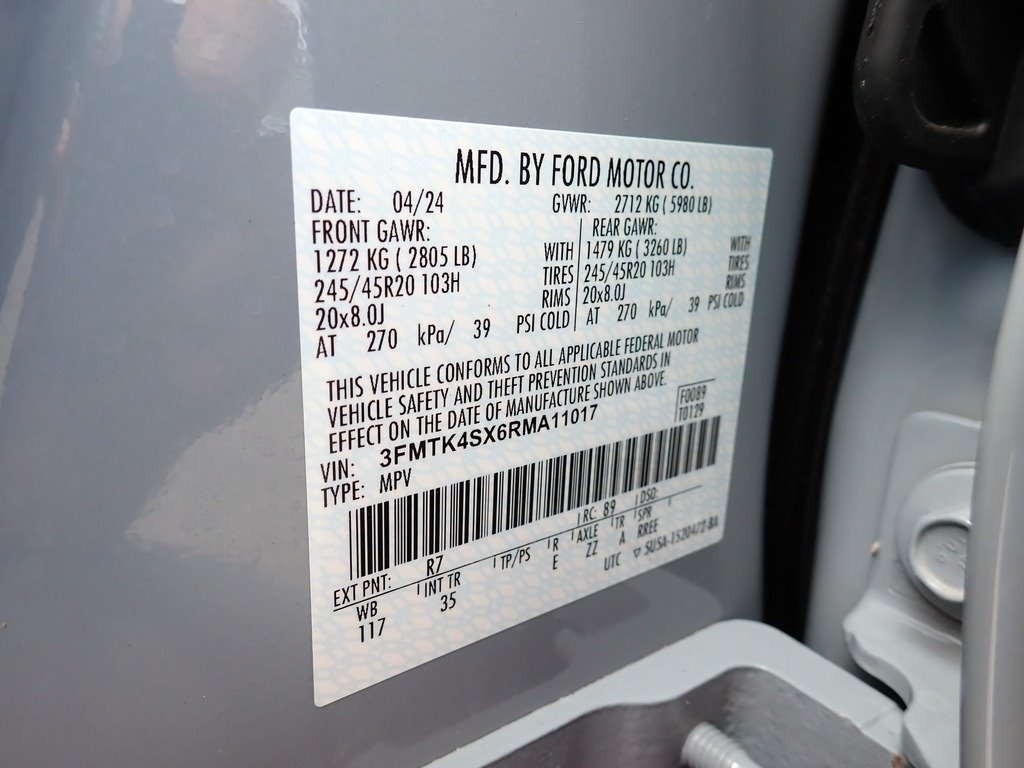 MFD. BY FORD MOTOR CO.
DATE: 04/24 GVWR: 2712 KG ( 5980 LB)
FRONT GAWR: REAR GAWR:
1272 KG ( 2805 LB) WITH 1479 KG ( 3260 LB) WITH
245/45R20 103H TIRES 245/45R20 103H TIRES
20x8.0J RIMS 20x8.0J RIMS
AT 270 kPa/ 39 PSI COLD AT 270 kPa/ 39 PSI COLD
THIS VEHICLE CONFORMS TO ALL APPLICABLE FEDERAL MOTOR
VEHICLE SAFETY AND THEFT PREVENTION STANDARDS IN
EFFECT ON THE DATE OF MANUFACTURE SHOWN ABOVE.
F0089
T0129
VIN: 3FMTK4SX6RMA11017
TYPE: MPV
EXT PNT: R7 RC: 89 DSO:
WB INT TR TP/PS R AXLE TR SPR
117 35 E ZZ A RREE
UTC ▽ SU5A-1520472-BA